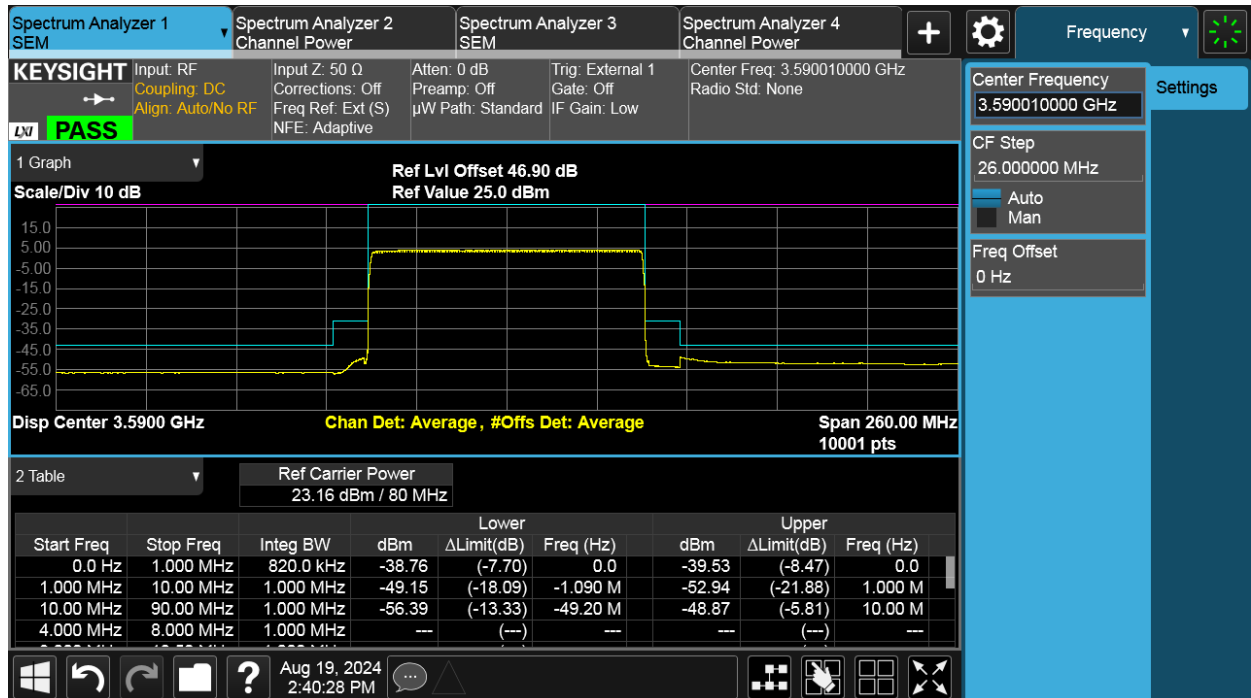 Spectrum Analyzer 1
SEM
Spectrum Analyzer 2
Channel Power
Spectrum Analyzer 3
SEM
Spectrum Analyzer 4
Channel Power
+
Frequency
KEYSIGHT
LXI
PASS
Input: RF
Coupling: DC
Align: Auto/No RF
Input Z: 50 Ω
Corrections: Off
Freq Ref: Ext (S)
NFE: Adaptive
Atten: 0 dB
Preamp: Off
µW Path: Standard
Trig: External 1
Gate: Off
IF Gain: Low
Center Freq: 3.590010000 GHz
Radio Std: None
Center Frequency
3.590010000 GHz
Settings
CF Step
26.000000 MHz
Auto
Man
Freq Offset
0 Hz
1 Graph
Scale/Div 10 dB
Ref Lvl Offset 46.90 dB
Ref Value 25.0 dBm
15.0
5.00
-5.00
-15.0
-25.0
-35.0
-45.0
-55.0
-65.0
Disp Center 3.5900 GHz
Chan Det: Average , #Offs Det: Average
Span 260.00 MHz
10001 pts
2 Table
Ref Carrier Power
23.16 dBm / 80 MHz
Lower Upper
Start Freq Stop Freq Integ BW dBm ΔLimit(dB) Freq (Hz) dBm ΔLimit(dB) Freq (Hz)
0.0 Hz 1.000 MHz 820.0 kHz -38.76 (-7.70) 0.0 -39.53 (-8.47) 0.0
1.000 MHz 10.00 MHz 1.000 MHz -49.15 (-18.09) -1.090 M -52.94 (-21.88) 1.000 M
10.00 MHz 90.00 MHz 1.000 MHz -56.39 (-13.33) -49.20 M -48.87 (-5.81) 10.00 M
4.000 MHz 8.000 MHz 1.000 MHz --- (---) --- --- (---) ---
?
Aug 19, 2024
2:40:28 PM